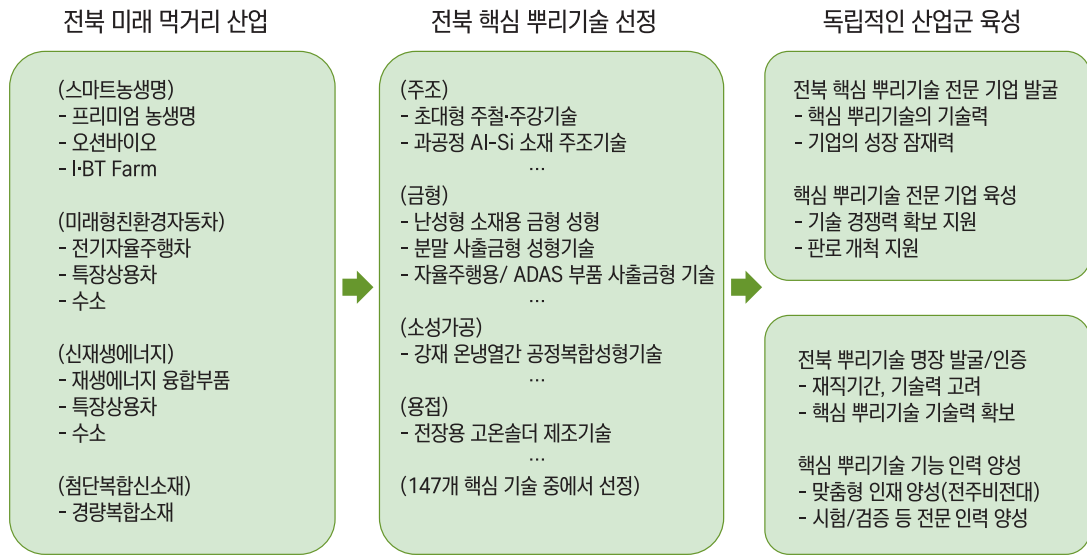 전북 미래 먹거리 산업
(스마트농생명)
- 프리미엄 농생명
- 오션바이오
- I·BT Farm
(미래형친환경자동차)
- 전기자율주행차
- 특장상용차
- 수소
(신재생에너지)
- 재생에너지 융합부품
- 특장상용차
- 수소
(첨단복합신소재)
- 경량복합소재
전북 핵심 뿌리기술 선정
(주조)
- 초대형 주철·주강기술
- 과공정 Al-Si 소재 주조기술
...
(금형)
- 난성형 소재용 금형 성형
- 분말 사출금형 성형기술
- 자율주행용/ ADAS 부품 사출금형 기술
...
(소성가공)
- 강재 온냉열간 공정복합성형기술
...
(용접)
- 전장용 고온솔더 제조기술
...
(147개 핵심 기술 중에서 선정)
독립적인 산업군 육성
전북 핵심 뿌리기술 전문 기업 발굴
- 핵심 뿌리기술의 기술력
- 기업의 성장 잠재력
핵심 뿌리기술 전문 기업 육성
- 기술 경쟁력 확보 지원
- 판로 개척 지원
전북 뿌리기술 명장 발굴/인증
- 재직기간, 기술력 고려
- 핵심 뿌리기술 기술력 확보
핵심 뿌리기술 기능 인력 양성
- 맞춤형 인재 양성(전주비전대)
- 시험/검증 등 전문 인력 양성